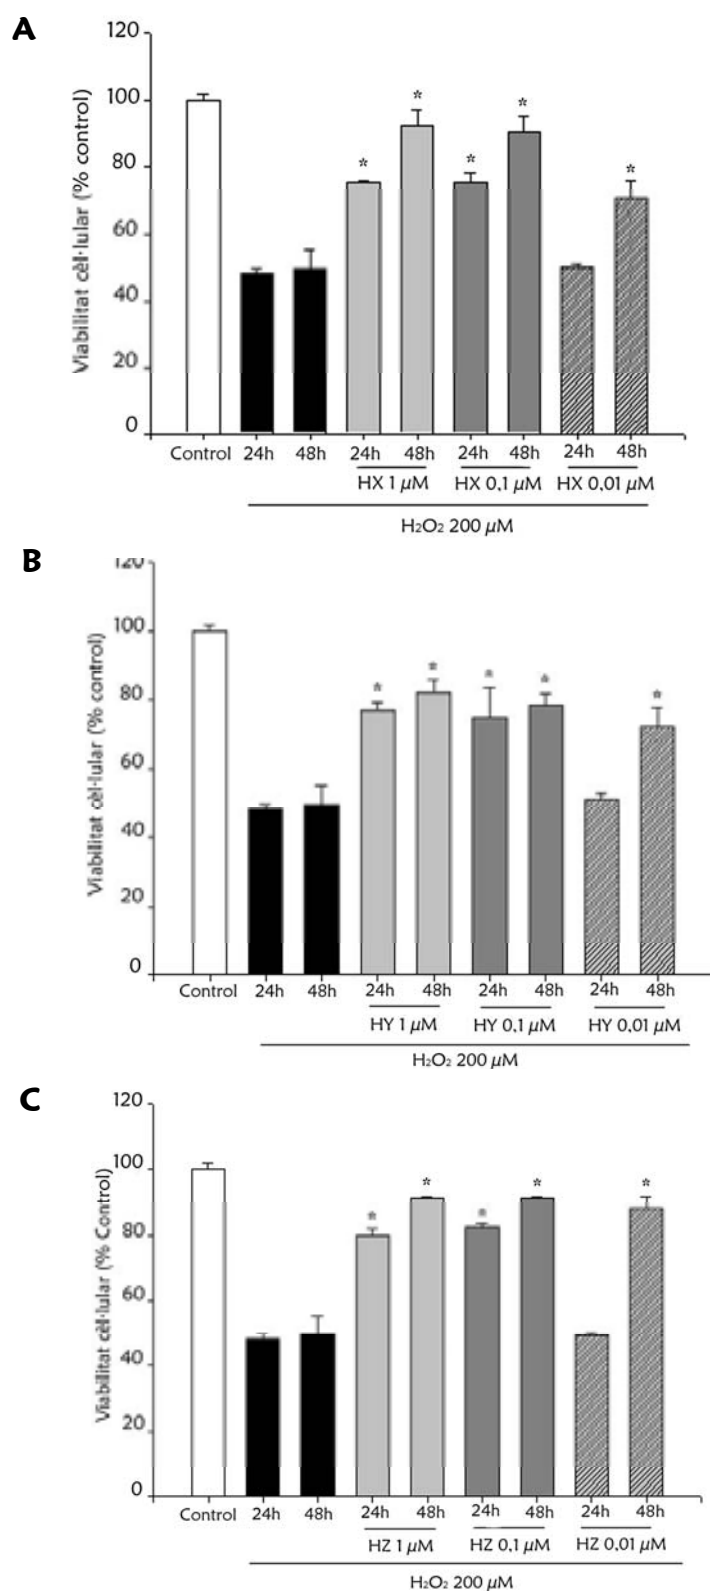 A
120
100
80
60
40
20
0
Viabilitat cèl·lular (% control)
* * * * *
Control 24h 48h 24h 48h 24h 48h 24h 48h
HX 1 µM HX 0,1 µM HX 0,01 µM
H₂O₂ 200 µM
B
120
100
80
60
40
20
0
Viabilitat cèl·lular (% control)
* * * * *
Control 24h 48h 24h 48h 24h 48h 24h 48h
HY 1 µM HY 0,1 µM HY 0,01 µM
H₂O₂ 200 µM
C
120
100
80
60
40
20
0
Viabilitat cèl·lular (% Control)
* * * * *
Control 24h 48h 24h 48h 24h 48h 24h 48h
HZ 1 µM HZ 0,1 µM HZ 0,01 µM
H₂O₂ 200 µM